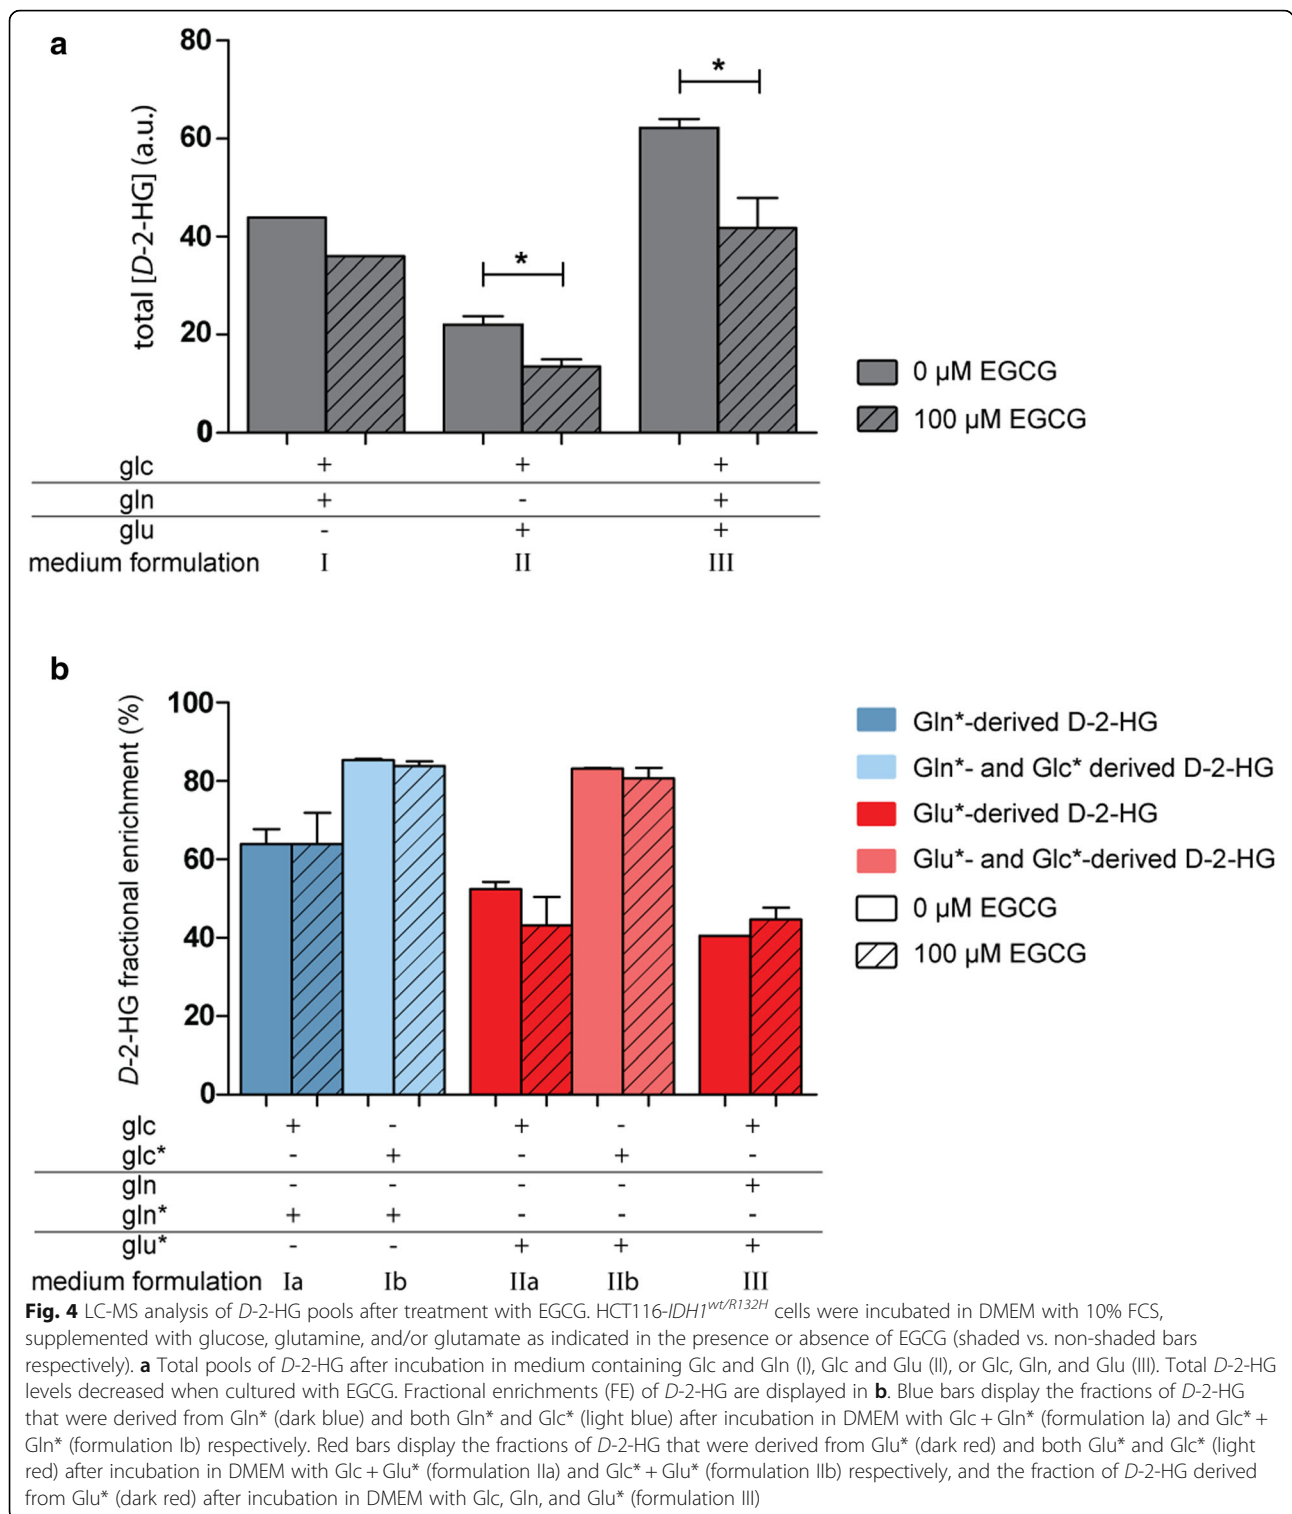 a
80
60
40
20
0
total [D-2-HG] (a.u.)
*
*
0 µM EGCG
100 µM EGCG
glc + + +
gln + - +
glu - + +
medium formulation I II III
b
100
80
60
40
20
0
D-2-HG fractional enrichment (%)
Gln*-derived D-2-HG
Gln*- and Glc* derived D-2-HG
Glu*-derived D-2-HG
Glu*- and Glc*-derived D-2-HG
0 µM EGCG
100 µM EGCG
glc + - + - +
glc* - + - + -
gln - - - - +
gln* + + - - -
glu* - - + + +
medium formulation Ia Ib IIa IIb III
Fig. 4 LC-MS analysis of D-2-HG pools after treatment with EGCG. HCT116-IDH1wt/R132H cells were incubated in DMEM with 10% FCS,
supplemented with glucose, glutamine, and/or glutamate as indicated in the presence or absence of EGCG (shaded vs. non-shaded bars
respectively). a Total pools of D-2-HG after incubation in medium containing Glc and Gln (I), Glc and Glu (II), or Glc, Gln, and Glu (III). Total D-2-HG
levels decreased when cultured with EGCG. Fractional enrichments (FE) of D-2-HG are displayed in b. Blue bars display the fractions of D-2-HG
that were derived from Gln* (dark blue) and both Gln* and Glc* (light blue) after incubation in DMEM with Glc + Gln* (formulation Ia) and Glc* +
Gln* (formulation Ib) respectively. Red bars display the fractions of D-2-HG that were derived from Glu* (dark red) and both Glu* and Glc* (light
red) after incubation in DMEM with Glc + Glu* (formulation IIa) and Glc* + Glu* (formulation IIb) respectively, and the fraction of D-2-HG derived
from Glu* (dark red) after incubation in DMEM with Glc, Gln, and Glu* (formulation III)